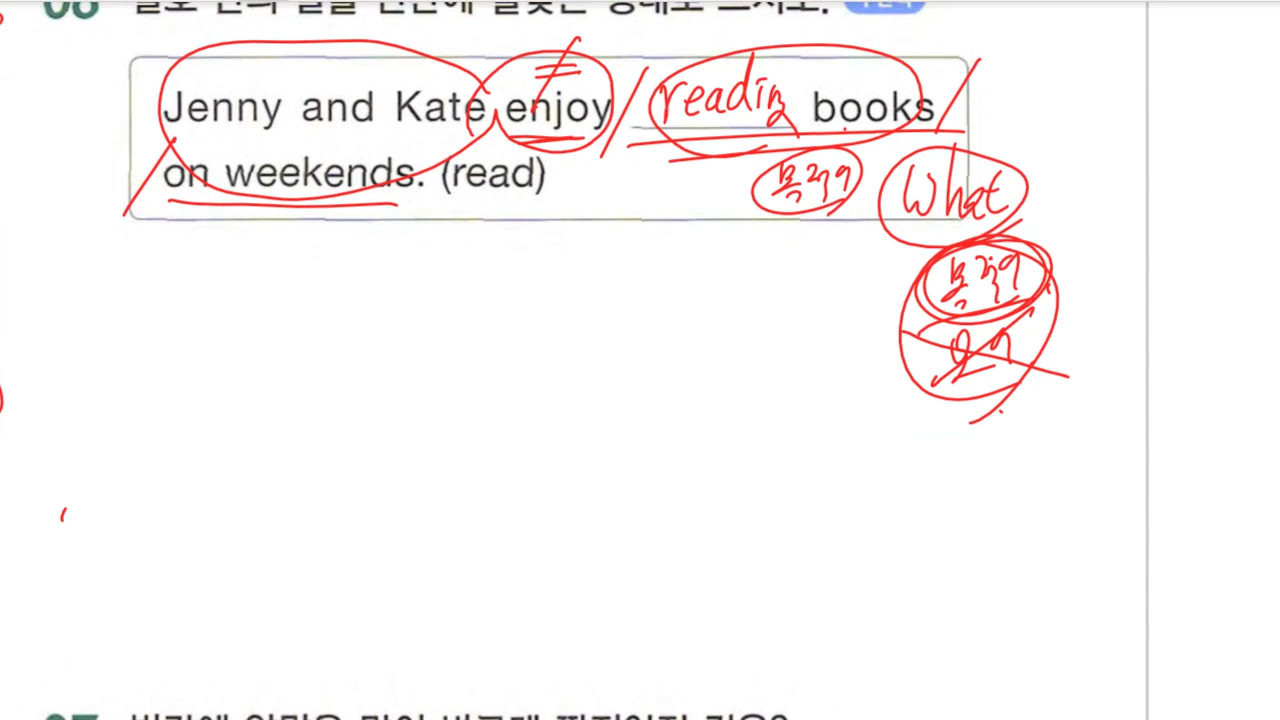 Jenny and Kate enjoy reading books
on weekends. (read)
목적어
What
목적어